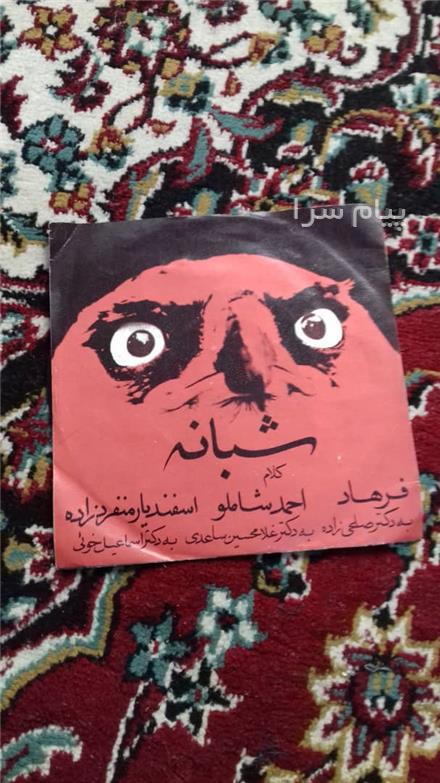 پیام سرا
شبانه
کلام
فرهاد احمد شاملو اسفندیار منفردزاده
به دکتر صلحی زاده به دکتر غلامحسین ساعدی به دکتر اسماعیل خوئی